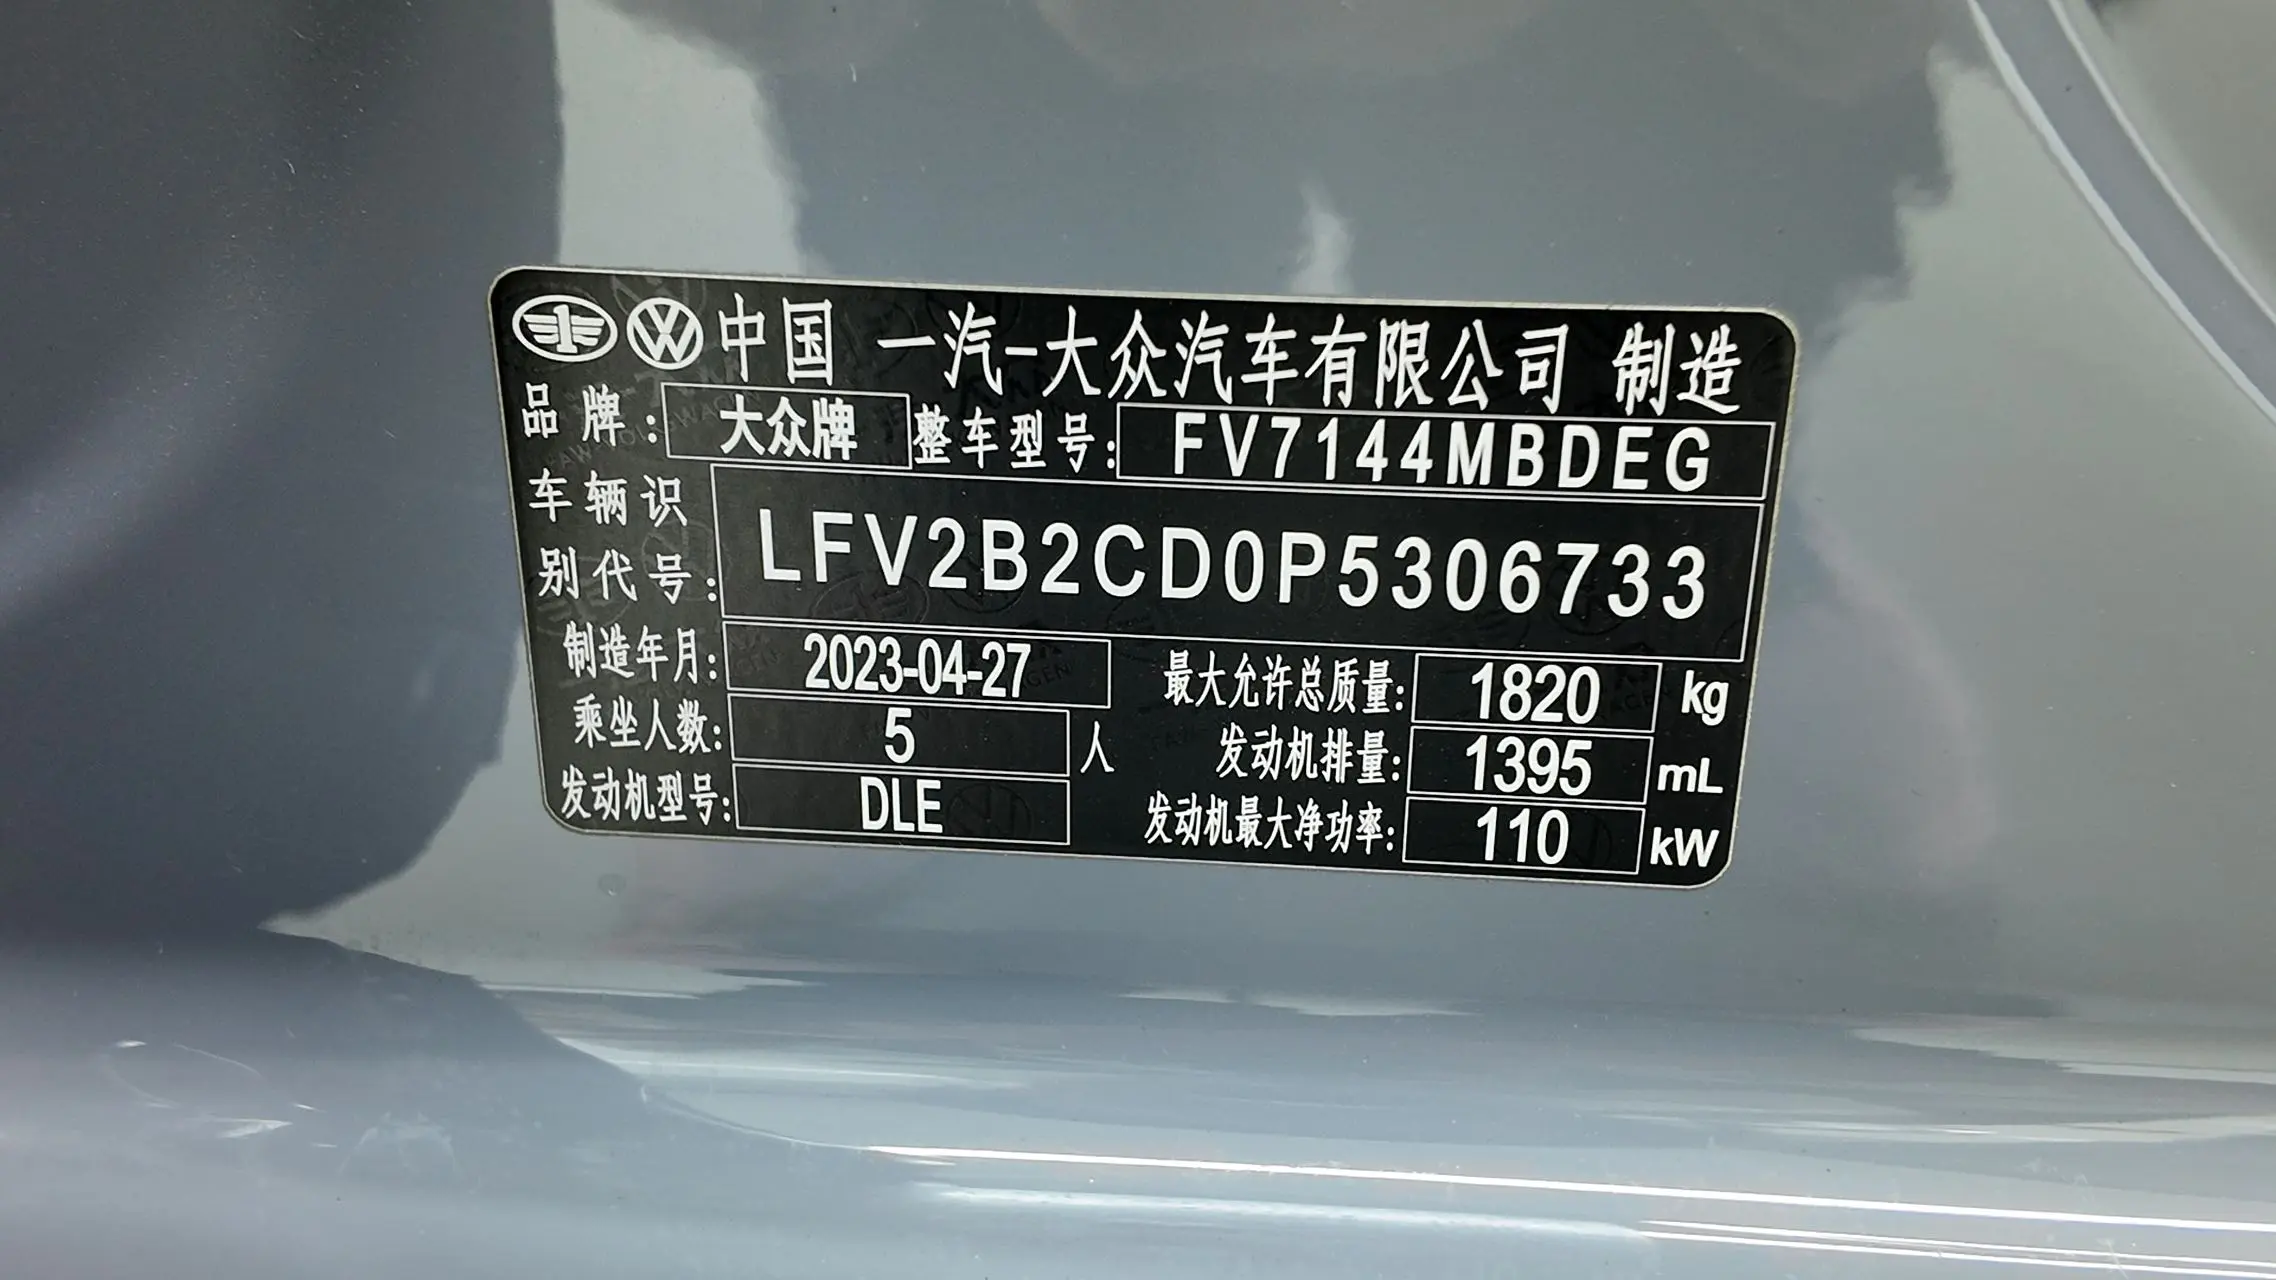 中国 一汽-大众汽车有限公司 制造
品牌: 大众牌 整车型号: FV7144MBDEG
车辆识别代号: LFV2B2CD0P5306733
制造年月: 2023-04-27 最大允许总质量: 1820 kg
乘坐人数: 5 人 发动机排量: 1395 mL
发动机型号: DLE 发动机最大净功率: 110 kW